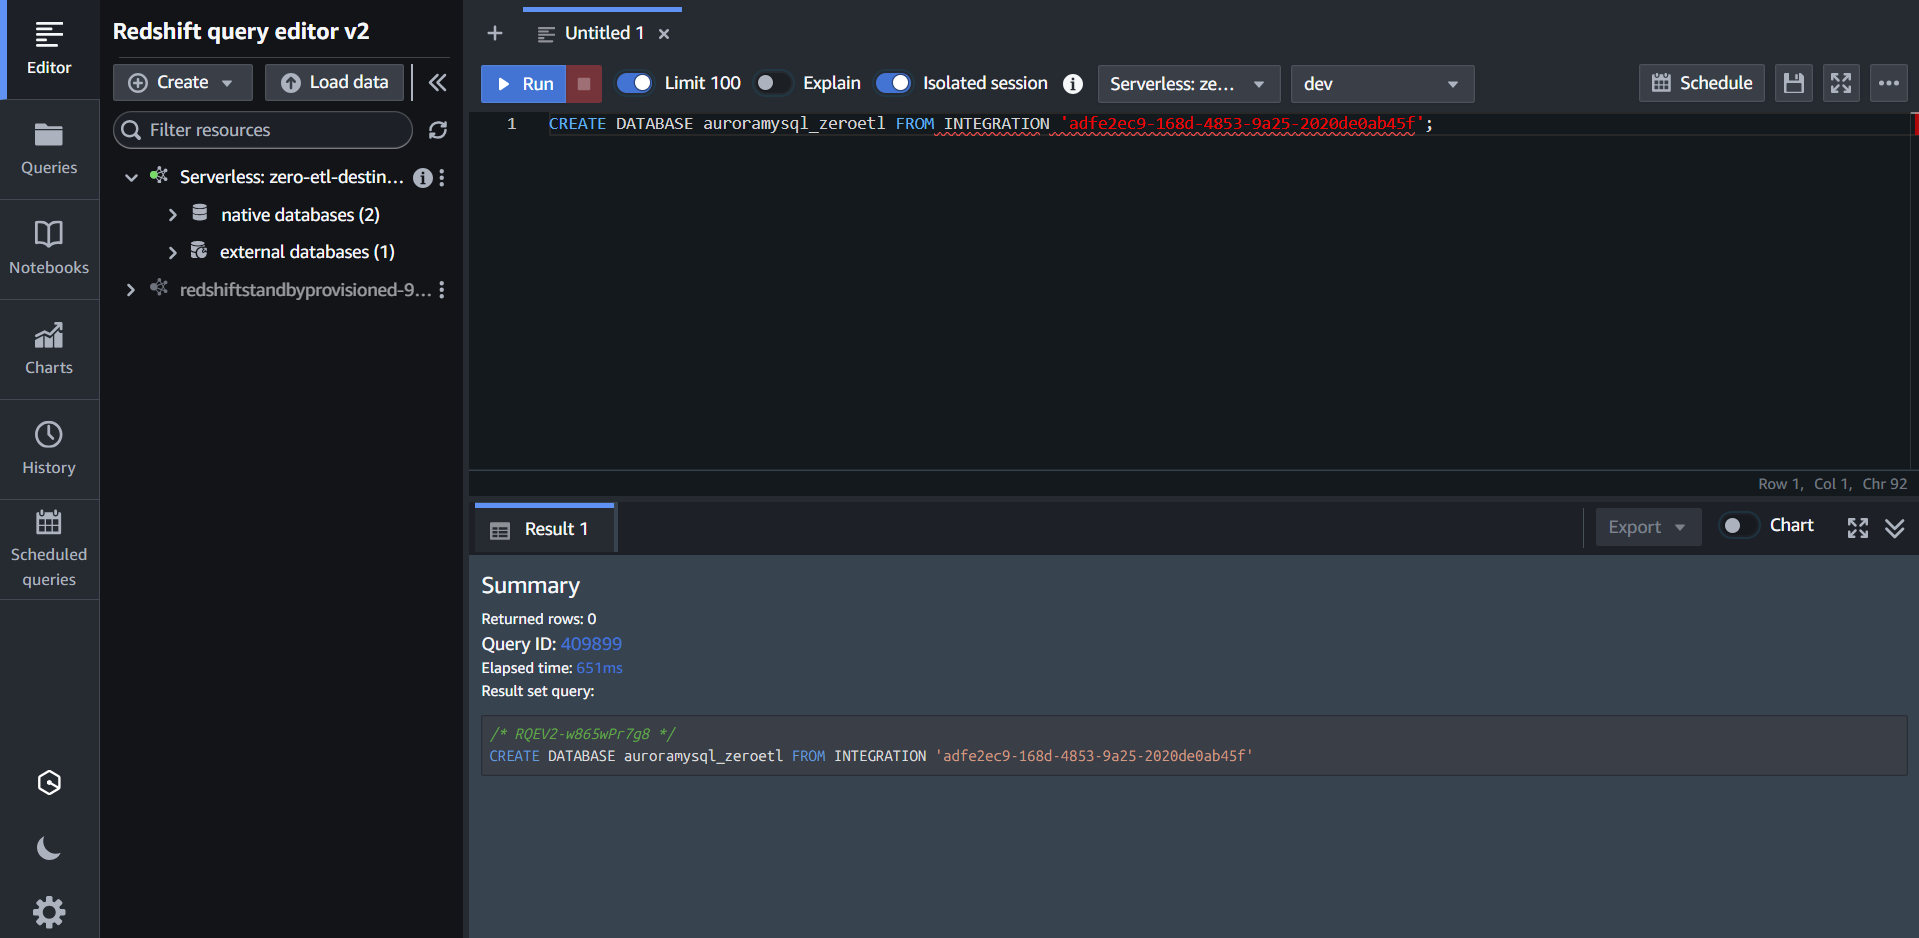 Editor
Queries
Notebooks
Charts
History
Scheduled
queries
Redshift query editor v2
Create
Load data
Filter resources
Serverless: zero-etl-destin...
native databases (2)
external databases (1)
redshiftstandbyprovisioned-9...
Untitled 1
Run
Limit 100
Explain
Isolated session
Serverless: ze...
dev
Schedule
1 CREATE DATABASE auroramysql_zeroetl FROM INTEGRATION 'adfe2ec9-168d-4853-9a25-2020de0ab45f';
Row 1, Col 1, Chr 92
Result 1
Export
Chart
Summary
Returned rows: 0
Query ID: 409899
Elapsed time: 651ms
Result set query:
/* RQEV2-w865wPr7g8 */
CREATE DATABASE auroramysql_zeroetl FROM INTEGRATION 'adfe2ec9-168d-4853-9a25-2020de0ab45f'